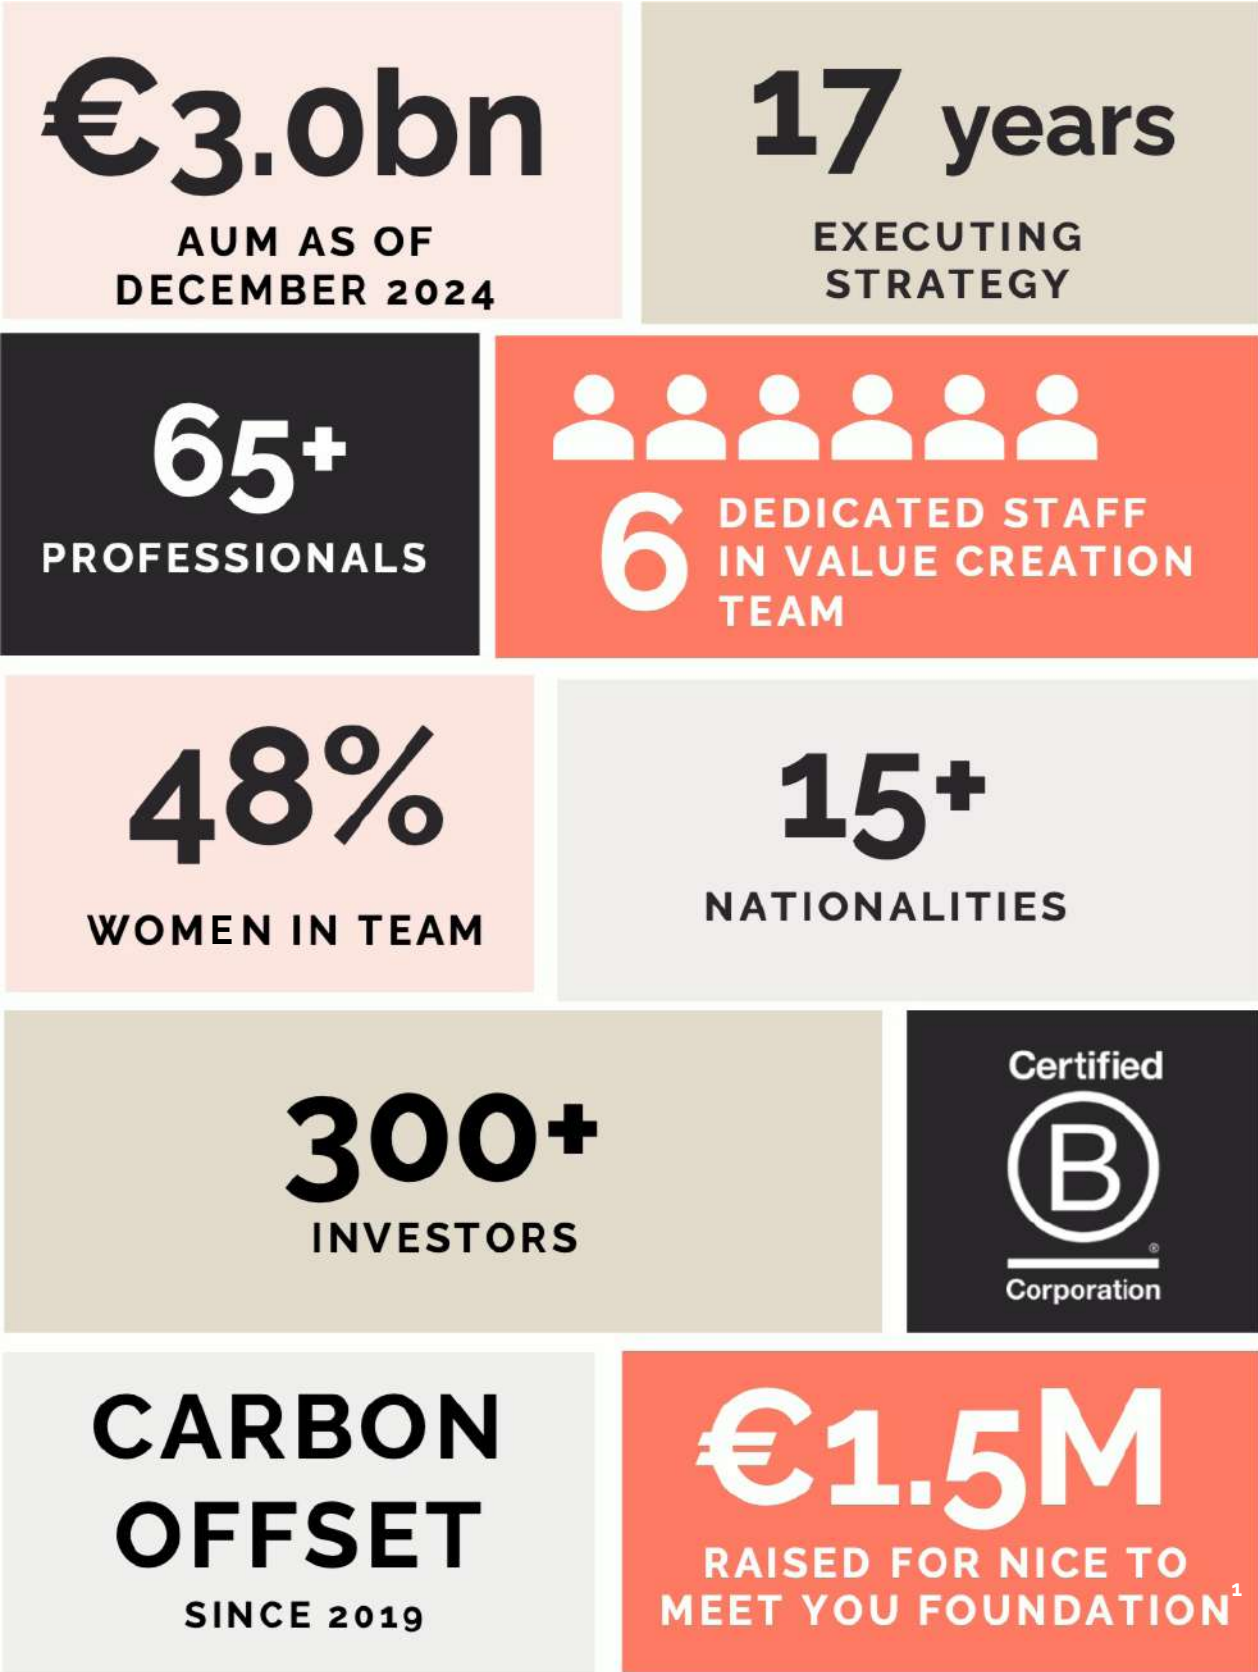 €3.0bn
AUM AS OF
DECEMBER 2024
17 years
EXECUTING
STRATEGY
65+
PROFESSIONALS
6
DEDICATED STAFF
IN VALUE CREATION
TEAM
48%
WOMEN IN TEAM
15+
NATIONALITIES
300+
INVESTORS
Certified
B
®
Corporation
CARBON
OFFSET
SINCE 2019
€1.5M
RAISED FOR NICE TO
MEET YOU FOUNDATION¹